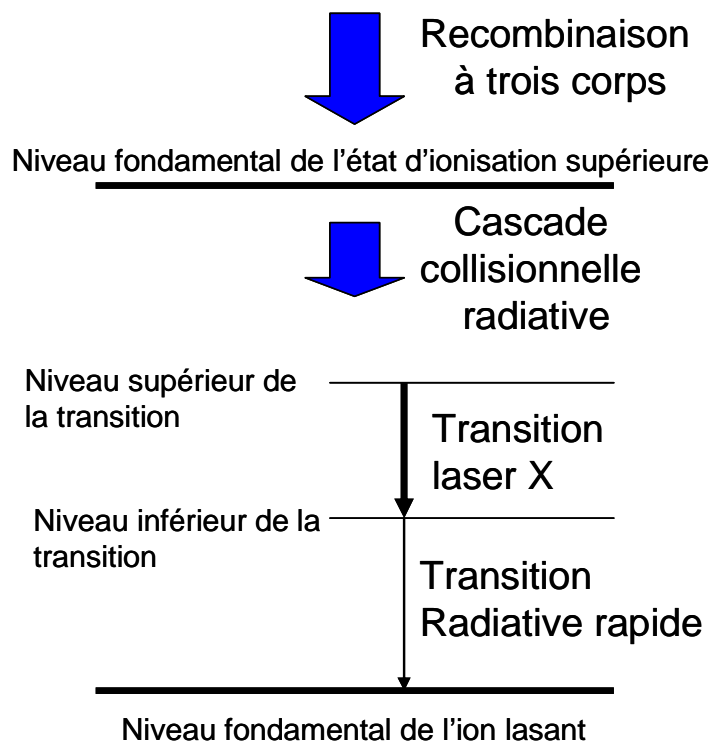 Recombinaison
à trois corps
Niveau fondamental de l'état d'ionisation supérieure
Cascade
collisionnelle
radiative
Niveau supérieur de
la transition
Transition
laser X
Niveau inférieur de la
transition
Transition
Radiative rapide
Niveau fondamental de l'ion lasant